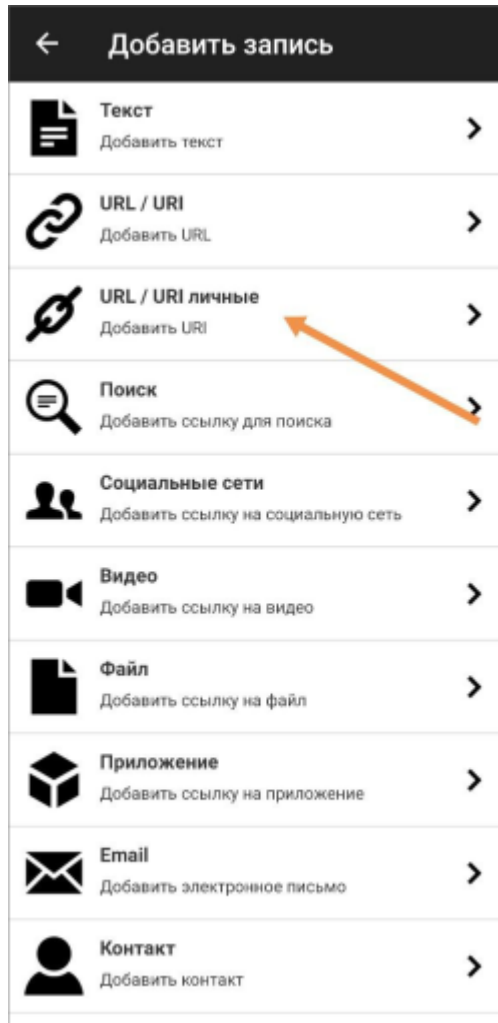 Добавить запись
Текст
Добавить текст
URL / URI
Добавить URL
URL / URI личные
Добавить URI
Поиск
Добавить ссылку для поиска
Социальные сети
Добавить ссылку на социальную сеть
Видео
Добавить ссылку на видео
Файл
Добавить ссылку на файл
Приложение
Добавить ссылку на приложение
Email
Добавить электронное письмо
Контакт
Добавить контакт